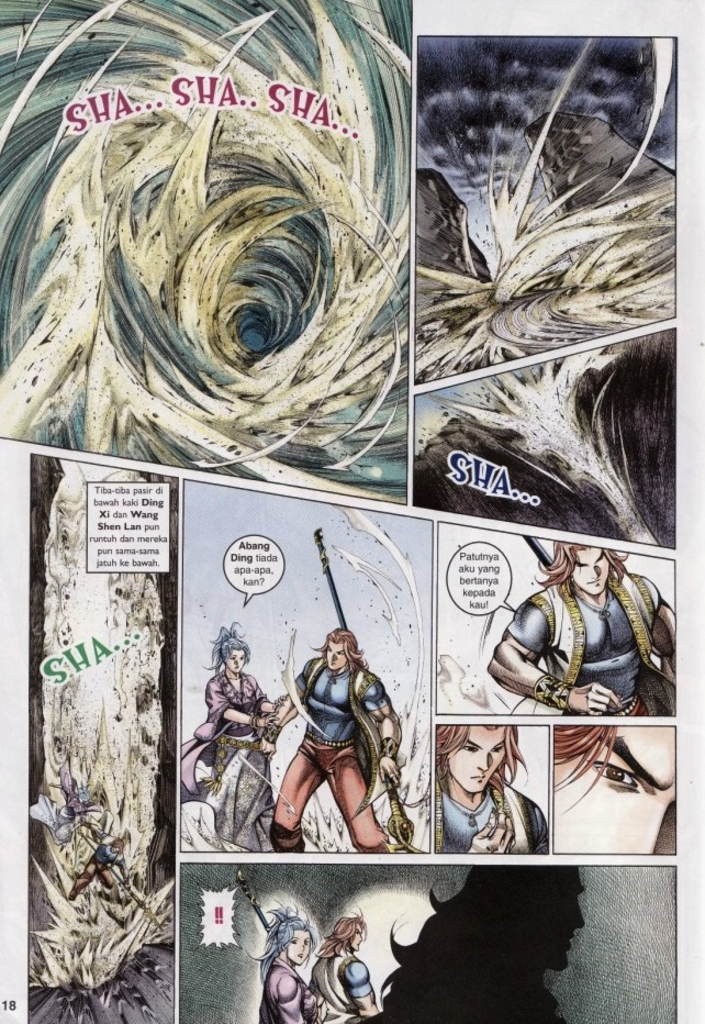 SHA... SHA.. SHA...
SHA...
Tiba-tiba pasir di
bawah kaki Ding
Xi dan Wang
Shen Lan pun
runtuh dan mereka
pun sama-sama
jatuh ke bawah.
SHA...
Abang
Ding tiada
apa-apa,
kan?
Patutnya
aku yang
bertanya
kepada
kau!
!!
18